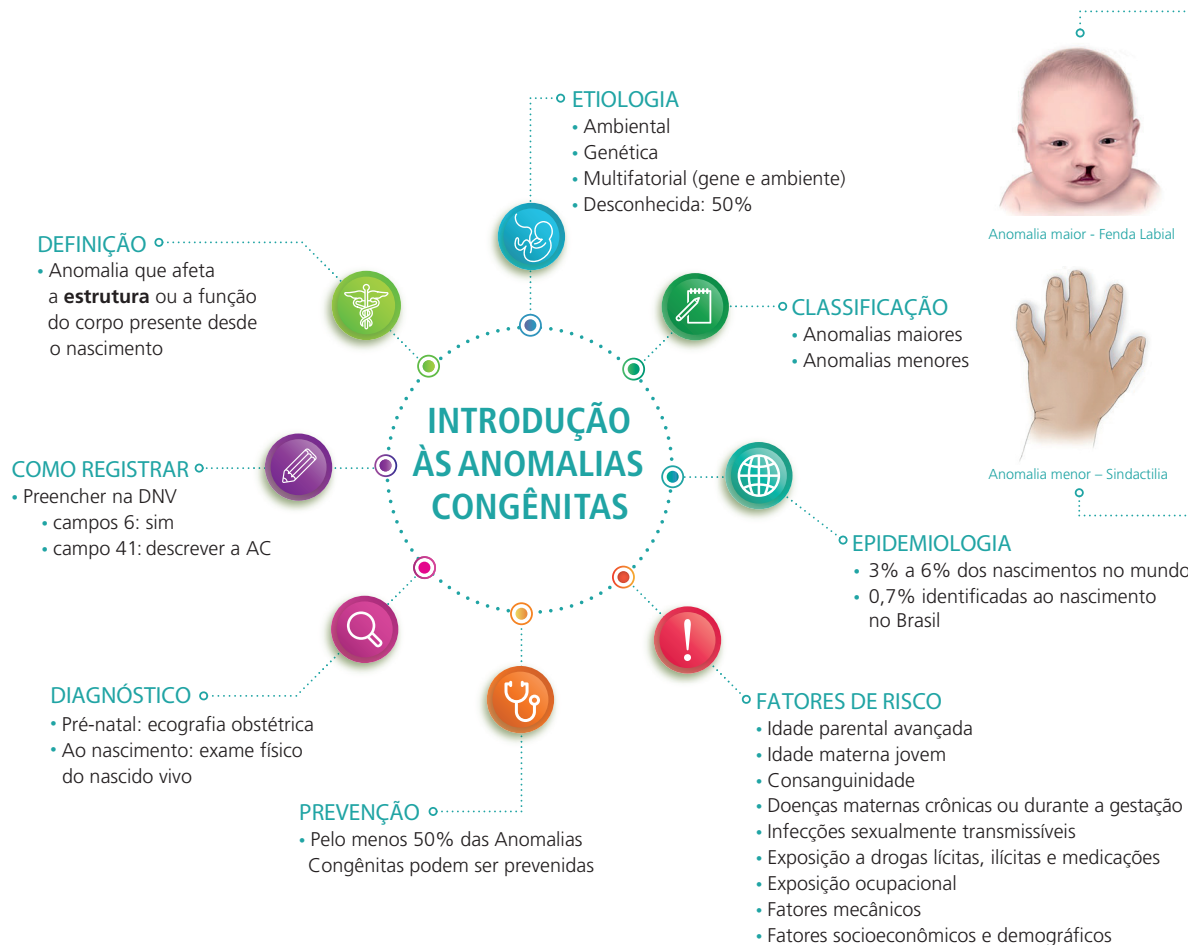 INTRODUÇÃO
ÀS ANOMALIAS
CONGÊNITAS
DEFINIÇÃO
• Anomalia que afeta
a estrutura ou a função
do corpo presente desde
o nascimento
ETIOLOGIA
• Ambiental
• Genética
• Multifatorial (gene e ambiente)
• Desconhecida: 50%
CLASSIFICAÇÃO
• Anomalias maiores
• Anomalias menores
Anomalia maior - Fenda Labial
Anomalia menor – Sindactilia
EPIDEMIOLOGIA
• 3% a 6% dos nascimentos no mundo
• 0,7% identificadas ao nascimento
no Brasil
FATORES DE RISCO
• Idade parental avançada
• Idade materna jovem
• Consanguinidade
• Doenças maternas crônicas ou durante a gestação
• Infecções sexualmente transmissíveis
• Exposição a drogas lícitas, ilícitas e medicações
• Exposição ocupacional
• Fatores mecânicos
• Fatores socioeconômicos e demográficos
PREVENÇÃO
• Pelo menos 50% das Anomalias
Congênitas podem ser prevenidas
DIAGNÓSTICO
• Pré-natal: ecografia obstétrica
• Ao nascimento: exame físico
do nascido vivo
COMO REGISTRAR
• Preencher na DNV
• campos 6: sim
• campo 41: descrever a AC